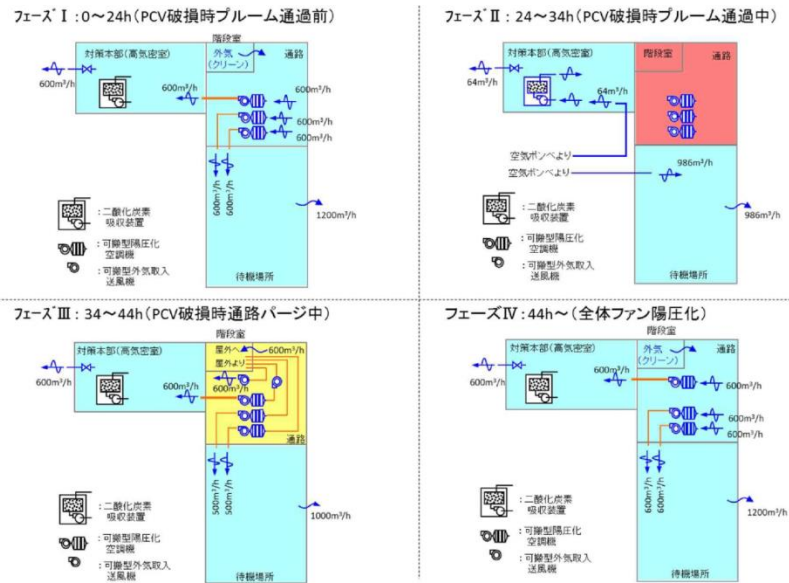 フェーズⅠ：0～24h（PCV破損時プルーム通過前）
階段室
対策本部(高気密室)
外気
(クリーン)
通路
600m³/h
600m³/h
600m³/h
600m³/h
600m³/h
600m³/h
600m³/h
1200m³/h
：二酸化炭素
吸収装置
：可搬型陽圧化
空調機
：可搬型外気取入
送風機
待機場所
フェーズⅡ：24～34h（PCV破損時プルーム通過中）
対策本部(高気密室)
階段室
通路
64m³/h
64m³/h
空気ボンベより
空気ボンベより
986m³/h
986m³/h
：二酸化炭素
吸収装置
：可搬型陽圧化
空調機
：可搬型外気取入
送風機
待機場所
フェーズⅢ：34～44h（PCV破損時通路パージ中）
階段室
対策本部(高気密室)
屋外へ
600m³/h
屋外より
600m³/h
600m³/h
600m³/h
通路
500m³/h
500m³/h
1000m³/h
：二酸化炭素
吸収装置
：可搬型陽圧化
空調機
：可搬型外気取入
送風機
待機場所
フェーズⅣ：44h～（全体ファン陽圧化）
階段室
対策本部(高気密室)
外気
(クリーン)
通路
600m³/h
600m³/h
600m³/h
600m³/h
600m³/h
600m³/h
600m³/h
1200m³/h
：二酸化炭素
吸収装置
：可搬型陽圧化
空調機
：可搬型外気取入
送風機
待機場所